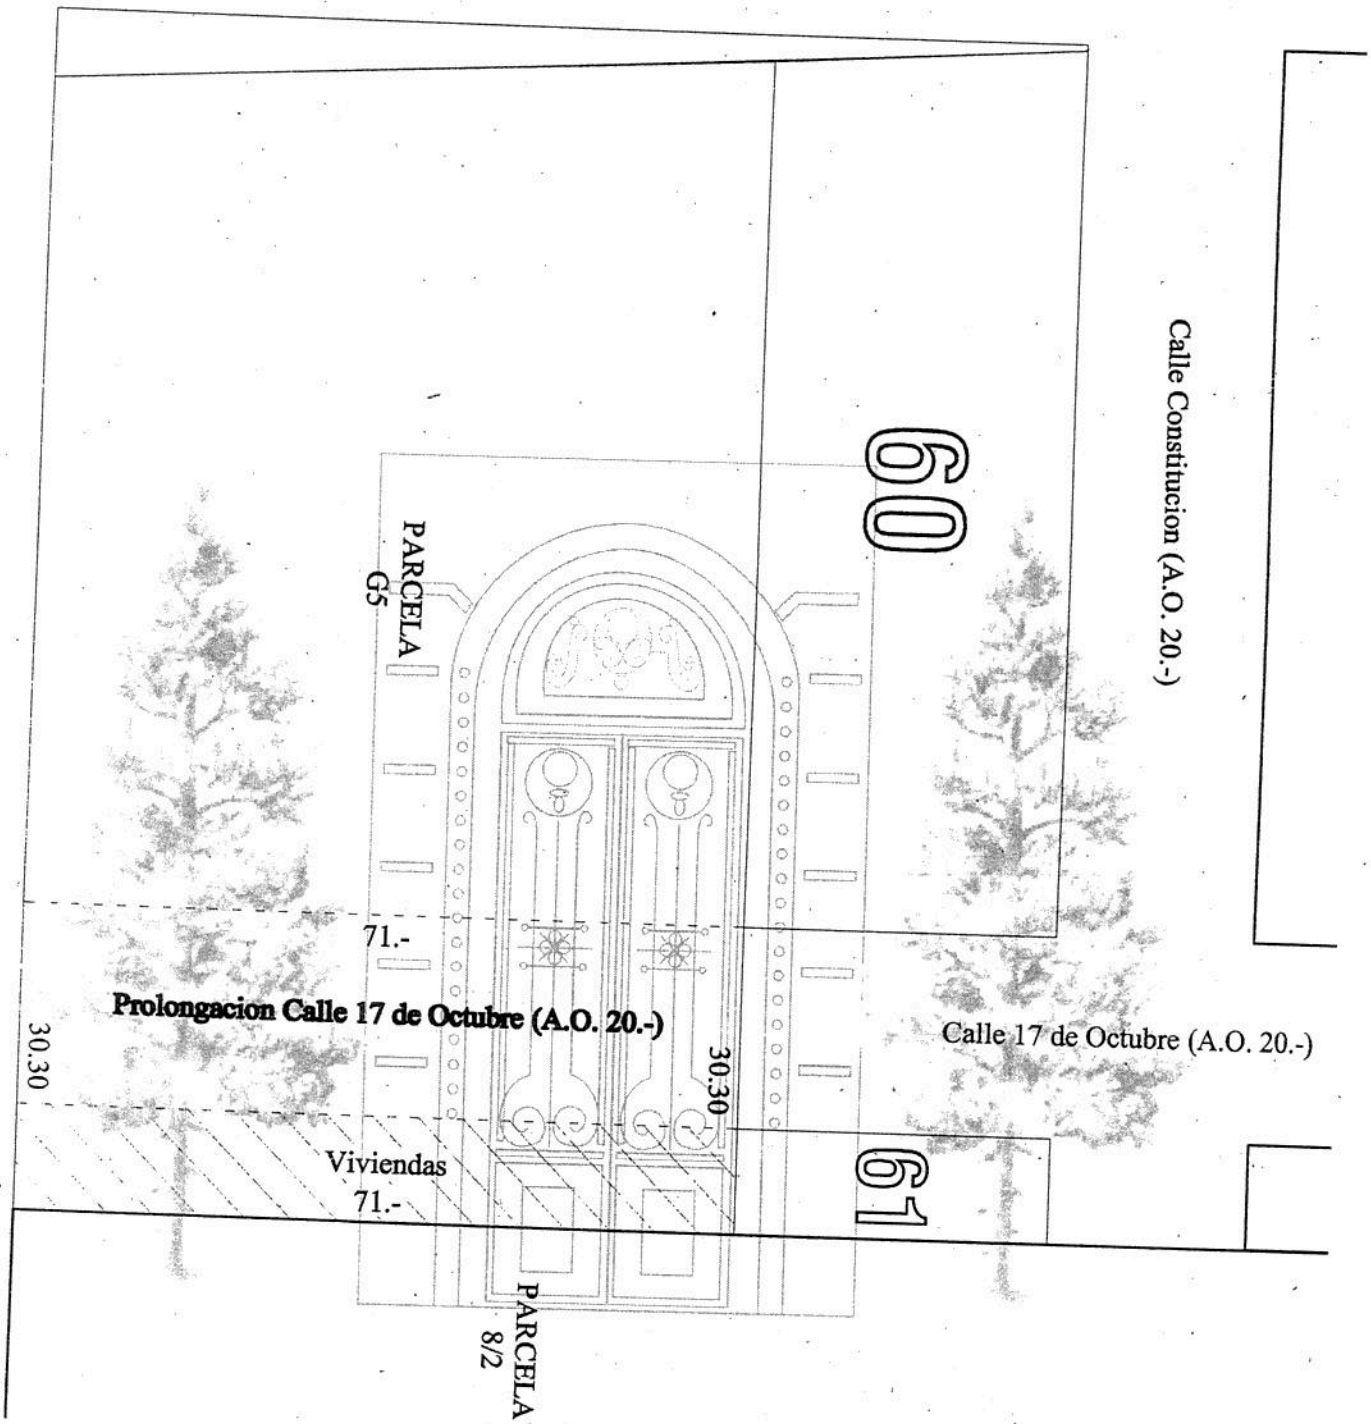 Calle Constitucion (A.O. 20.-)
60
PARCELA
G5
71.-
Prolongacion Calle 17 de Octubre (A.O. 20.-)
Calle 17 de Octubre (A.O. 20.-)
30.30
30.30
Viviendas
71.-
61
PARCELA
8/2